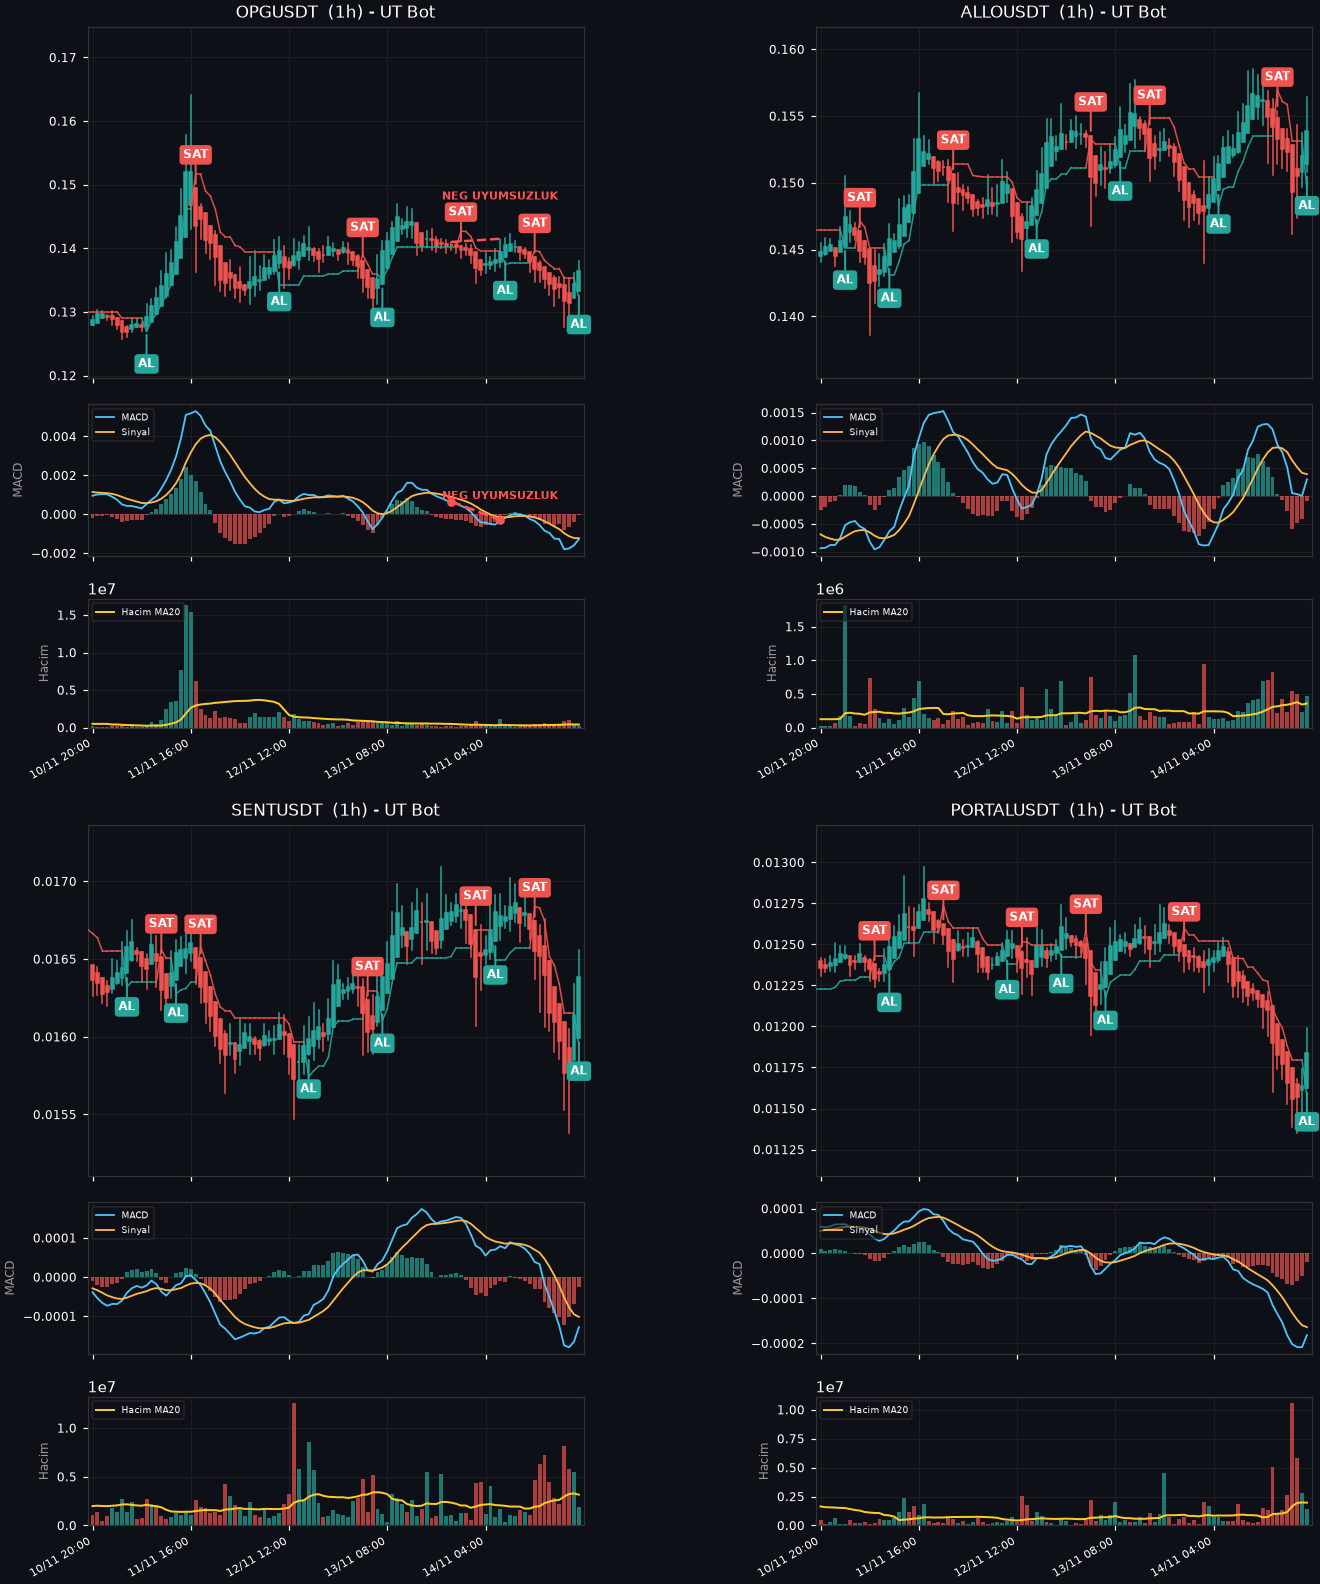 OPGUSDT  (1h) - UT Bot
0.17
0.16
0.15
0.14
0.13
0.12
SAT
SAT
NEG UYUMSUZLUK
SAT
SAT
AL
AL
AL
AL
AL
MACD
0.004
0.002
0.000
−0.002
MACD
Sinyal
NEG UYUMSUZLUK
1e7
Hacim
1.5
1.0
0.5
0.0
Hacim MA20
10/11 20:00
11/11 16:00
12/11 12:00
13/11 08:00
14/11 04:00
ALLOUSDT  (1h) - UT Bot
0.160
0.155
0.150
0.145
0.140
SAT
SAT
SAT
SAT
SAT
AL
AL
AL
AL
AL
AL
MACD
0.0015
0.0010
0.0005
0.0000
−0.0005
−0.0010
MACD
Sinyal
1e6
Hacim
1.5
1.0
0.5
0.0
Hacim MA20
10/11 20:00
11/11 16:00
12/11 12:00
13/11 08:00
14/11 04:00
SENTUSDT  (1h) - UT Bot
0.0170
0.0165
0.0160
0.0155
SAT
SAT
SAT
SAT
SAT
AL
AL
AL
AL
AL
AL
MACD
0.0001
0.0000
−0.0001
MACD
Sinyal
1e7
Hacim
1.0
0.5
0.0
Hacim MA20
10/11 20:00
11/11 16:00
12/11 12:00
13/11 08:00
14/11 04:00
PORTALUSDT  (1h) - UT Bot
0.01300
0.01275
0.01250
0.01225
0.01200
0.01175
0.01150
0.01125
SAT
SAT
SAT
SAT
SAT
AL
AL
AL
AL
AL
MACD
0.0001
0.0000
−0.0001
−0.0002
MACD
Sinyal
1e7
Hacim
1.00
0.75
0.50
0.25
0.00
Hacim MA20
10/11 20:00
11/11 16:00
12/11 12:00
13/11 08:00
14/11 04:00